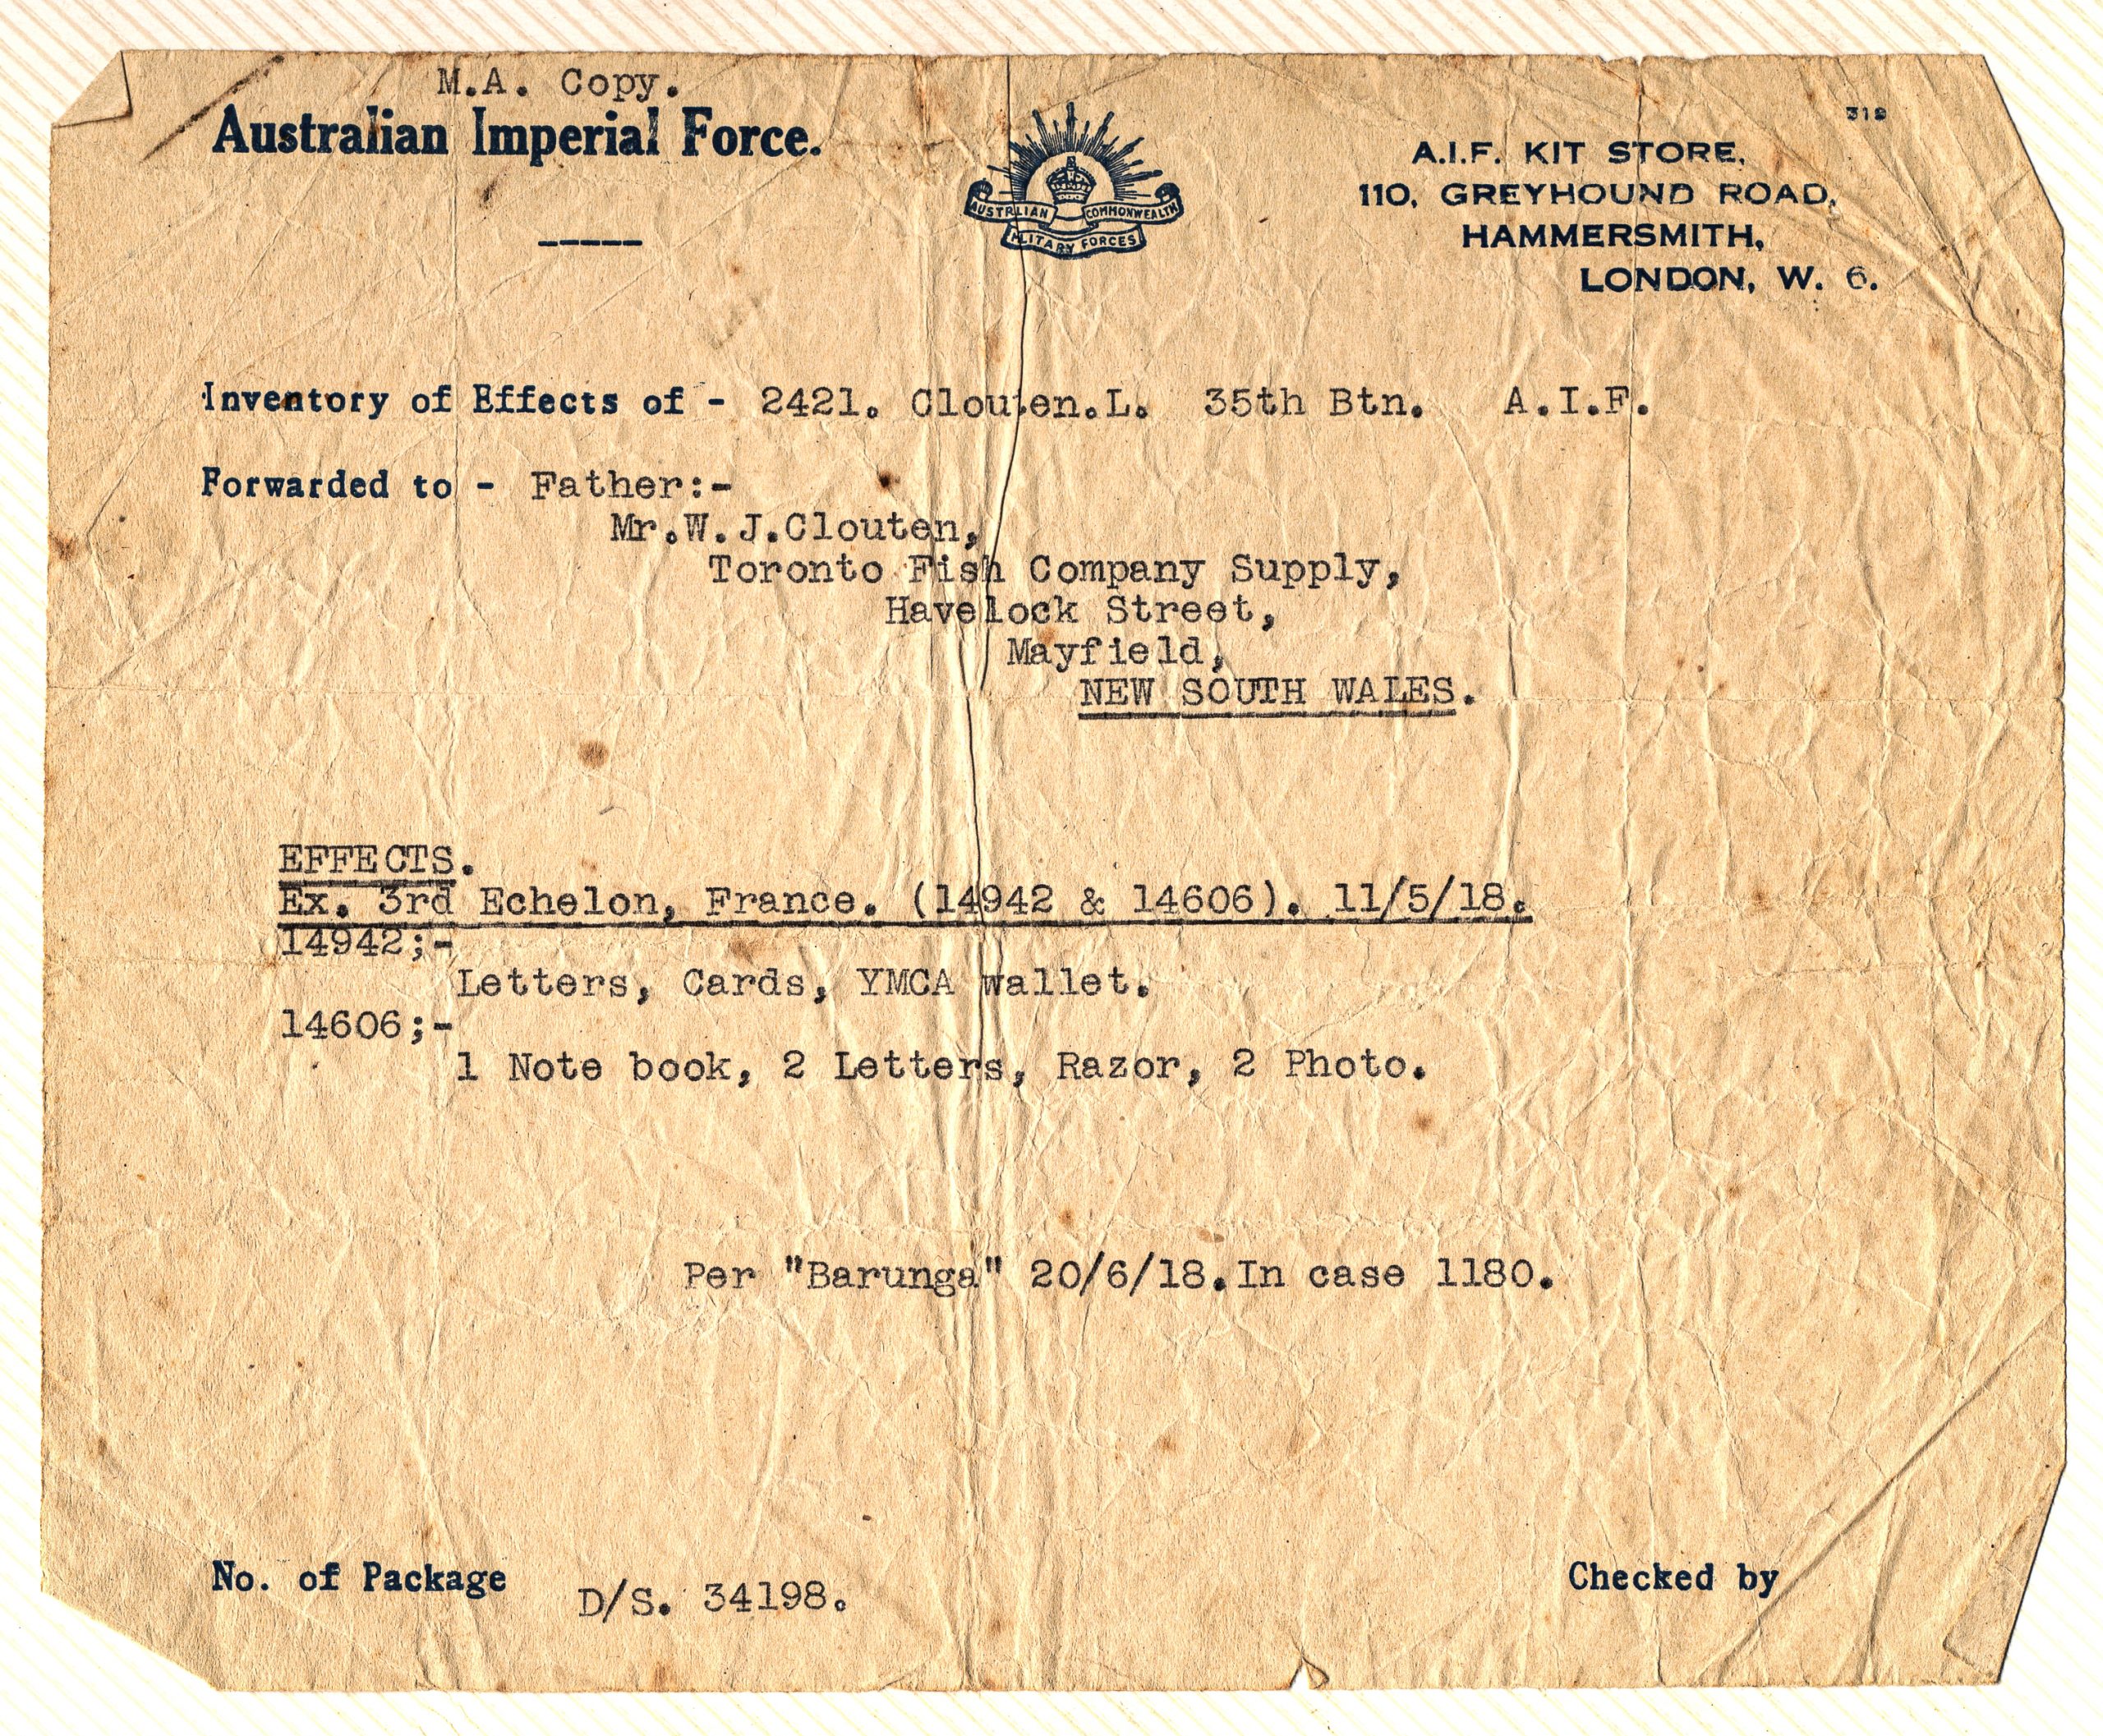 M.A. Copy.
Australian Imperial Force.
AUSTRALIAN COMMONWEALTH
MILITARY FORCES
A.I.F. KIT STORE,
110, GREYHOUND ROAD,
HAMMERSMITH,
LONDON, W. 6.
Inventory of Effects of - 2421. Clouten.L. 35th Btn. A.I.F.
Forwarded to - Father:-
Mr.W.J.Clouten,
Toronto Fish Company Supply,
Havelock Street,
Mayfield,
NEW SOUTH WALES.
EFFECTS.
Ex. 3rd Echelon, France. (14942 & 14606). 11/5/18.
14942;-
Letters, Cards, YMCA wallet.
14606;-
1 Note book, 2 Letters, Razor, 2 Photo.
Per "Barunga" 20/6/18.In case 1180.
No. of Package D/S. 34198.
Checked by